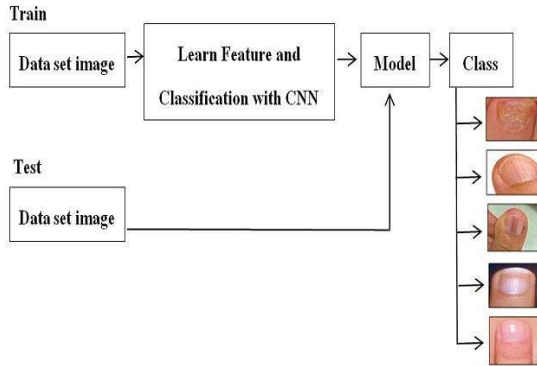 Train
Data set image
Learn Feature and
Classification with CNN
Model
Class
Test
Data set image